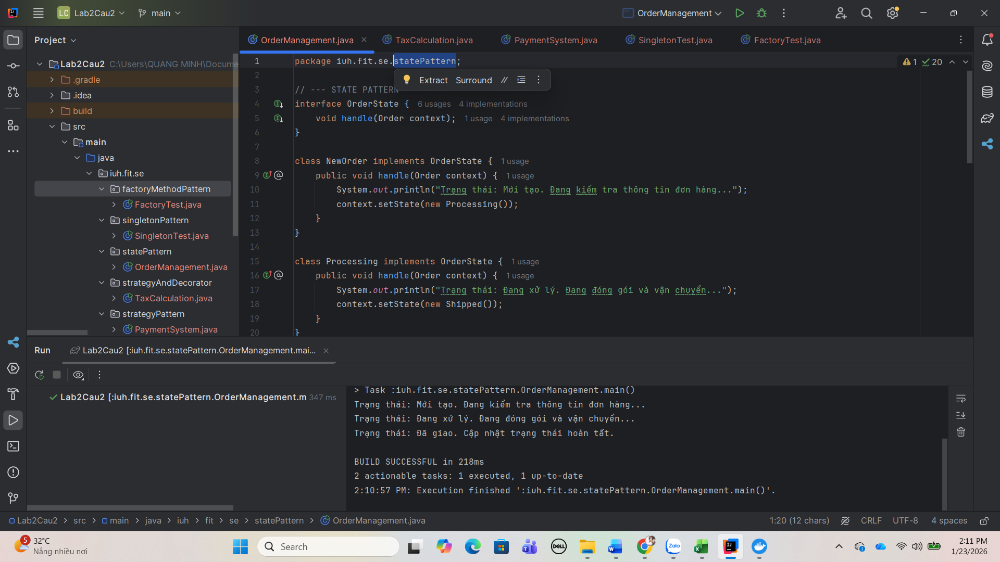 LC Lab2Cau2 main OrderManagement
Project
OrderManagement.java TaxCalculation.java PaymentSystem.java SingletonTest.java FactoryTest.java
Lab2Cau2 C:\Users\QUANG MINH\Docume
.gradle
.idea
build
src
main
java
iuh.fit.se
factoryMethodPattern
FactoryTest.java
singletonPattern
SingletonTest.java
statePattern
OrderManagement.java
strategyAndDecorator
TaxCalculation.java
strategyPattern
PaymentSystem.java
1 package iuh.fit.se.statePattern;
1 20
2
Extract Surround
3 // --- STATE PATTERN
4 interface OrderState { 6 usages 4 implementations
5 void handle(Order context); 1 usage 4 implementations
6 }
7
8 class NewOrder implements OrderState { 1 usage
9 public void handle(Order context) { 1 usage
10 System.out.println("Trạng thái: Mới tạo. Đang kiểm tra thông tin đơn hàng...");
11 context.setState(new Processing());
12 }
13 }
14
15 class Processing implements OrderState { 1 usage
16 public void handle(Order context) { 1 usage
17 System.out.println("Trạng thái: Đang xử lý. Đang đóng gói và vận chuyển...");
18 context.setState(new Shipped());
19 }
20 }
Run Lab2Cau2 [:iuh.fit.se.statePattern.OrderManagement.mai...
Lab2Cau2 [:iuh.fit.se.statePattern.OrderManagement.m 347 ms
> Task :iuh.fit.se.statePattern.OrderManagement.main()
Trạng thái: Mới tạo. Đang kiểm tra thông tin đơn hàng...
Trạng thái: Đang xử lý. Đang đóng gói và vận chuyển...
Trạng thái: Đã giao. Cập nhật trạng thái hoàn tất.
BUILD SUCCESSFUL in 218ms
2 actionable tasks: 1 executed, 1 up-to-date
2:10:57 PM: Execution finished ':iuh.fit.se.statePattern.OrderManagement.main()'.
Lab2Cau2 > src > main > java > iuh > fit > se > statePattern > OrderManagement.java
1:20 (12 chars) CRLF UTF-8 4 spaces
5 32°C
Nắng nhiều nơi
Search
DELL
Zalo
2:11 PM
1/23/2026